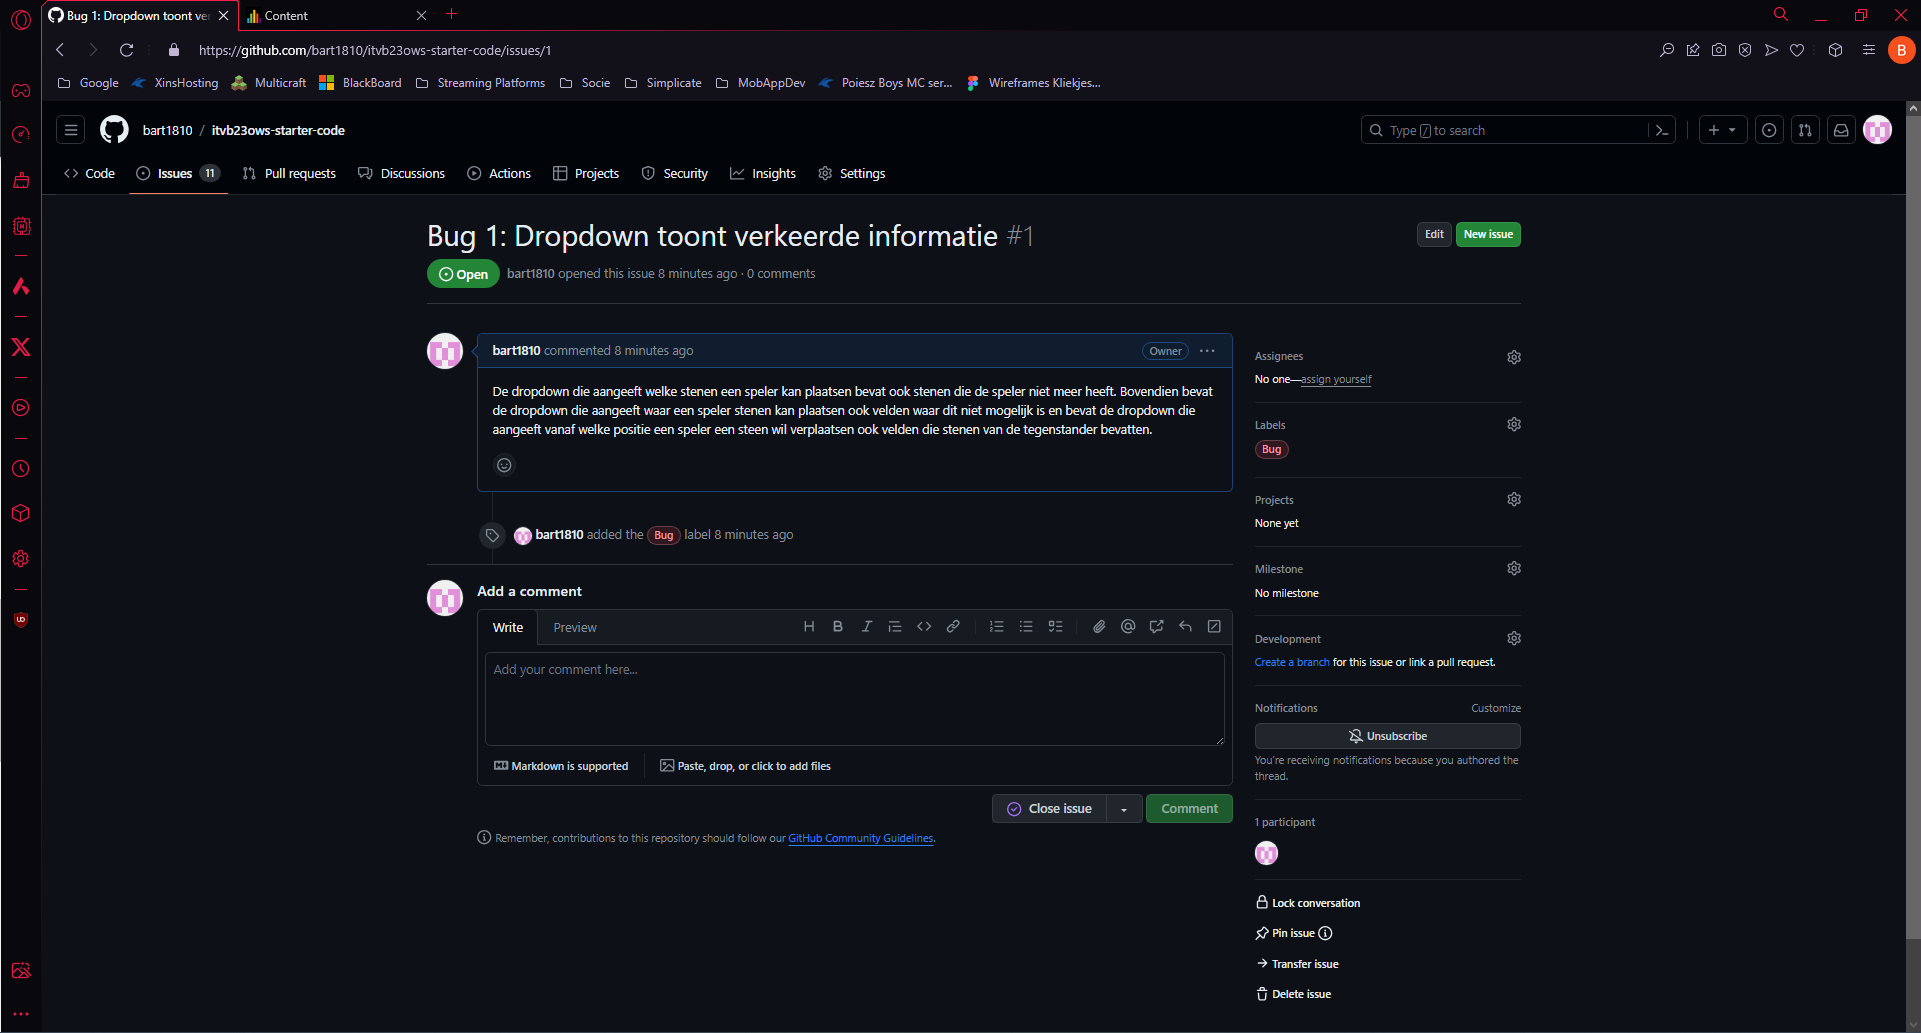 Bug 1: Dropdown toont ve
Content
https://github.com/bart1810/itvb23ows-starter-code/issues/1
B
Google XinsHosting Multicraft BlackBoard Streaming Platforms Socie Simplicate MobAppDev Poiesz Boys MC ser... Wireframes Kliekjes...
bart1810 / itvb23ows-starter-code
Type / to search
Code Issues 11 Pull requests Discussions Actions Projects Security Insights Settings
Bug 1: Dropdown toont verkeerde informatie #1
Edit New issue
Open bart1810 opened this issue 8 minutes ago · 0 comments
bart1810 commented 8 minutes ago
Owner
De dropdown die aangeeft welke stenen een speler kan plaatsen bevat ook stenen die de speler niet meer heeft. Bovendien bevat
de dropdown die aangeeft waar een speler stenen kan plaatsen ook velden waar dit niet mogelijk is en bevat de dropdown die
aangeeft vanaf welke positie een speler een steen wil verplaatsen ook velden die stenen van de tegenstander bevatten.
bart1810 added the Bug label 8 minutes ago
Add a comment
Write Preview
Add your comment here...
Markdown is supported
Paste, drop, or click to add files
Close issue
Comment
Remember, contributions to this repository should follow our GitHub Community Guidelines.
Assignees
No one—assign yourself
Labels
Bug
Projects
None yet
Milestone
No milestone
Development
Create a branch for this issue or link a pull request.
Notifications Customize
Unsubscribe
You're receiving notifications because you authored the
thread.
1 participant
Lock conversation
Pin issue
Transfer issue
Delete issue